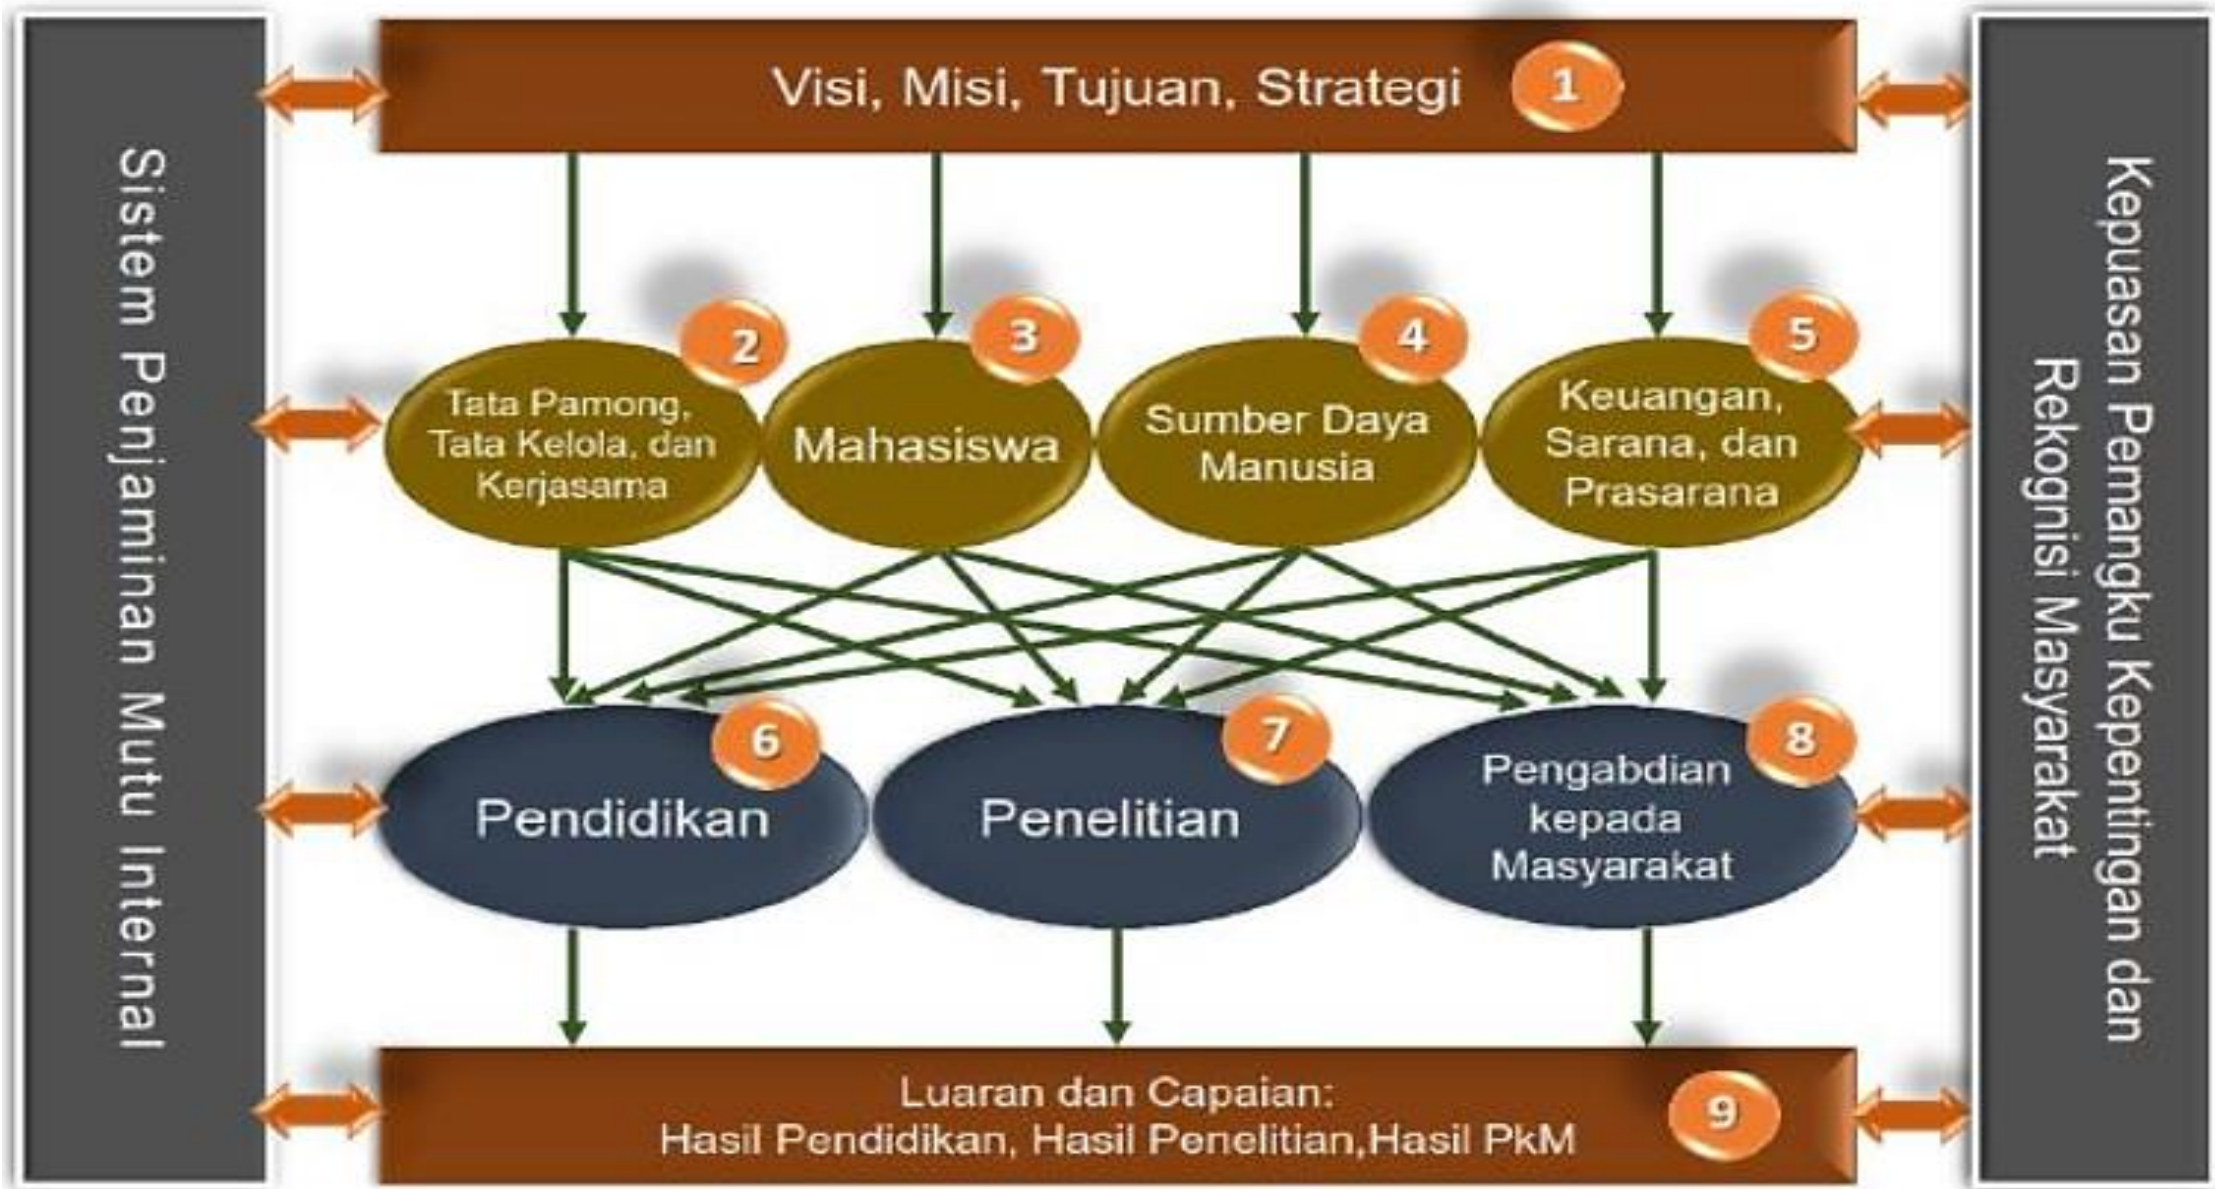 Sistem Penjaminan Mutu Internal
Visi, Misi, Tujuan, Strategi
1
2
Tata Pamong,
Tata Kelola, dan
Kerjasama
3
Mahasiswa
4
Sumber Daya
Manusia
5
Keuangan,
Sarana, dan
Prasarana
6
Pendidikan
7
Penelitian
8
Pengabdian
kepada
Masyarakat
Luaran dan Capaian:
Hasil Pendidikan, Hasil Penelitian,Hasil PkM
9
Kepuasan Pemangku Kepentingan dan
Rekognisi Masyarakat